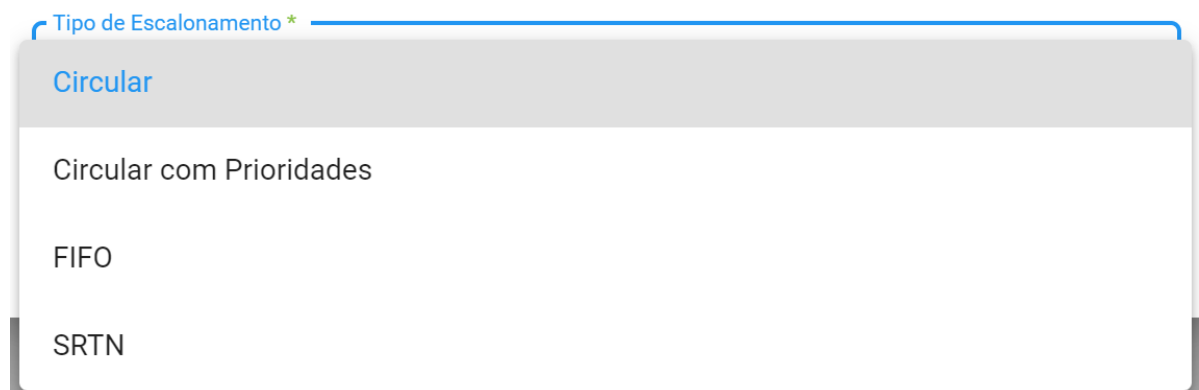 Tipo de Escalonamento *
Circular
Circular com Prioridades
FIFO
SRTN